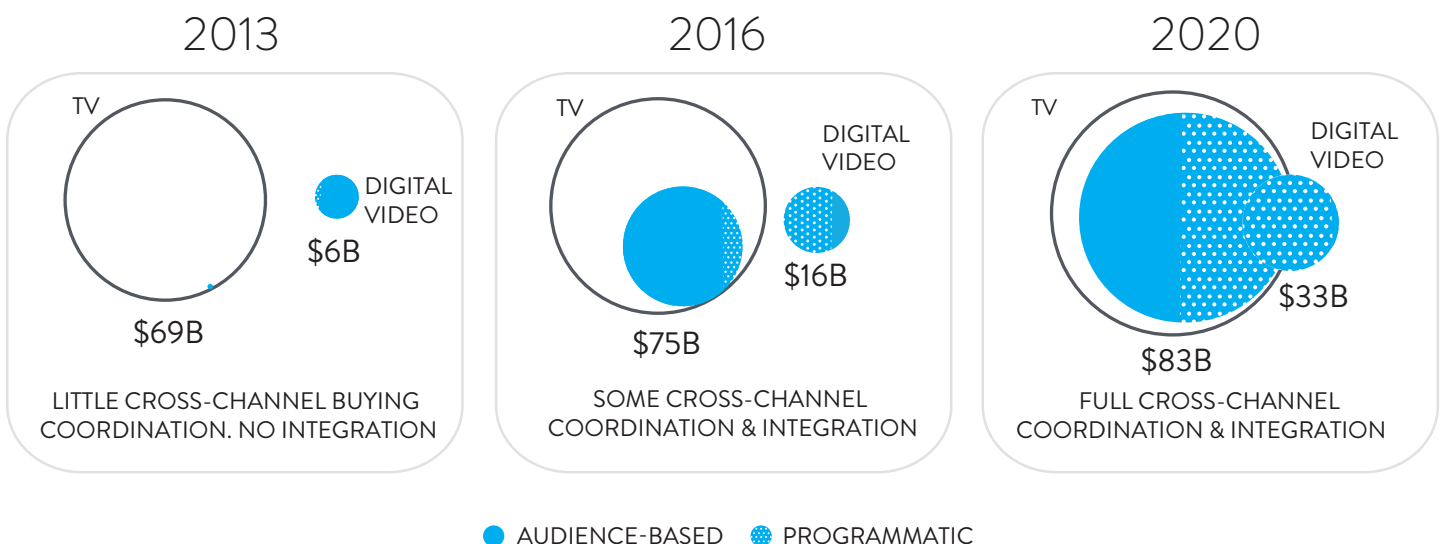 2013
TV
DIGITAL
VIDEO
$6B
$69B
LITTLE CROSS-CHANNEL BUYING
COORDINATION. NO INTEGRATION
2016
TV
DIGITAL
VIDEO
$16B
$75B
SOME CROSS-CHANNEL
COORDINATION & INTEGRATION
2020
TV
DIGITAL
VIDEO
$33B
$83B
FULL CROSS-CHANNEL
COORDINATION & INTEGRATION
AUDIENCE-BASED
PROGRAMMATIC